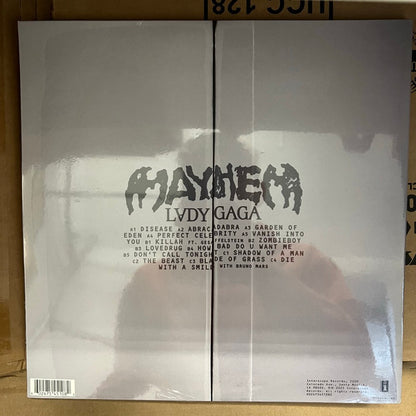 UCC 128
MAYHEM
LADY GAGA
A1 DISEASE A2 ABRACADABRA A3 GARDEN OF
EDEN A4 PERFECT CELEBRITY A5 VANISH INTO
YOU B1 KILLAH FT. GESAFFELSTEIN B2 ZOMBIEBOY
B3 LOVEDRUG B4 HOW BAD DO U WANT ME
B5 DON'T CALL TONIGHT C1 SHADOW OF A MAN
C2 THE BEAST C3 BLADE OF GRASS C4 DIE
WITH A SMILE WITH BRUNO MARS